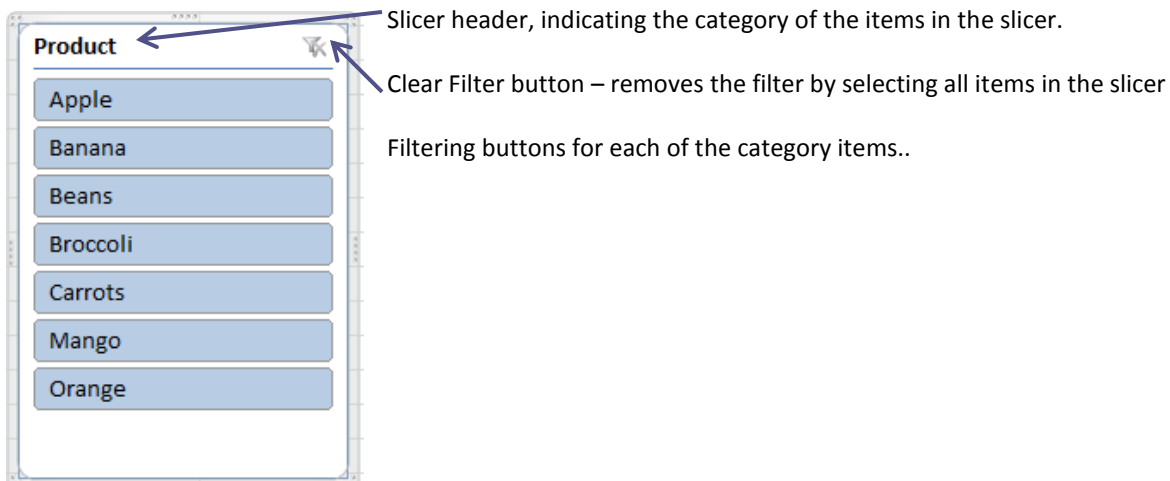 Slicer header, indicating the category of the items in the slicer.
Product
Clear Filter button – removes the filter by selecting all items in the slicer
Apple
Filtering buttons for each of the category items..
Banana
Beans
Broccoli
Carrots
Mango
Orange